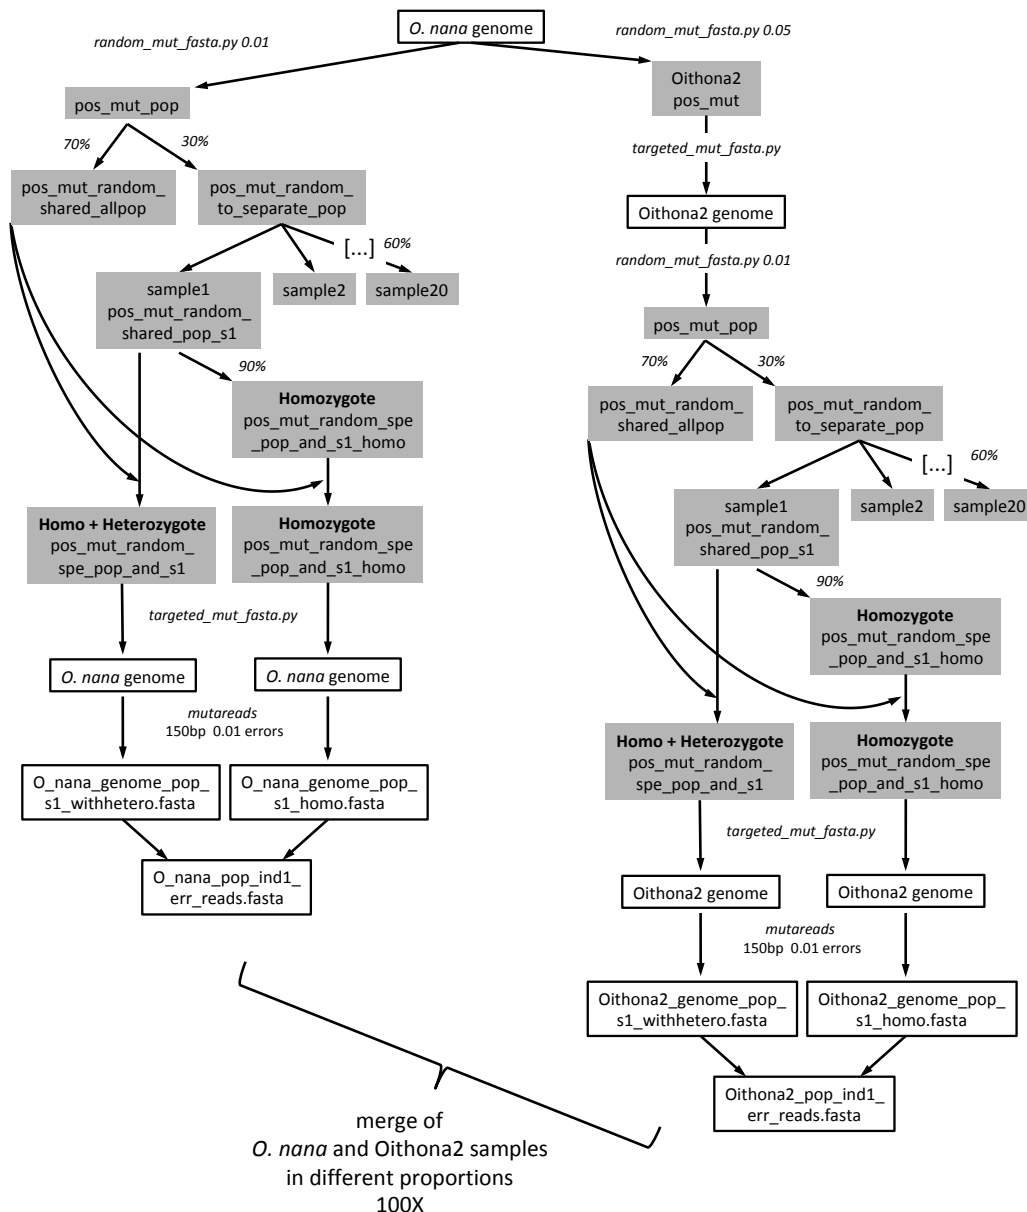 O. nana genome
random_mut_fasta.py 0.01
random_mut_fasta.py 0.05
pos_mut_pop
70%
30%
pos_mut_random_
shared_allpop
pos_mut_random_
to_separate_pop
[...]
60%
sample1
pos_mut_random_
shared_pop_s1
sample2
sample20
90%
Homozygote
pos_mut_random_spe
_pop_and_s1_homo
Homo + Heterozygote
pos_mut_random_
spe_pop_and_s1
Homozygote
pos_mut_random_spe
_pop_and_s1_homo
targeted_mut_fasta.py
O. nana genome
O. nana genome
mutareads
150bp 0.01 errors
O_nana_genome_pop_
s1_withhetero.fasta
O_nana_genome_pop_
s1_homo.fasta
O_nana_pop_ind1_
err_reads.fasta
Oithona2
pos_mut
targeted_mut_fasta.py
Oithona2 genome
random_mut_fasta.py 0.01
pos_mut_pop
70%
30%
pos_mut_random_
shared_allpop
pos_mut_random_
to_separate_pop
[...]
60%
sample1
pos_mut_random_
shared_pop_s1
sample2
sample20
90%
Homozygote
pos_mut_random_spe
_pop_and_s1_homo
Homo + Heterozygote
pos_mut_random_
spe_pop_and_s1
Homozygote
pos_mut_random_spe
_pop_and_s1_homo
targeted_mut_fasta.py
Oithona2 genome
Oithona2 genome
mutareads
150bp 0.01 errors
Oithona2_genome_pop_
s1_withhetero.fasta
Oithona2_genome_pop_
s1_homo.fasta
Oithona2_pop_ind1_
err_reads.fasta
merge of
O. nana and Oithona2 samples
in different proportions
100X